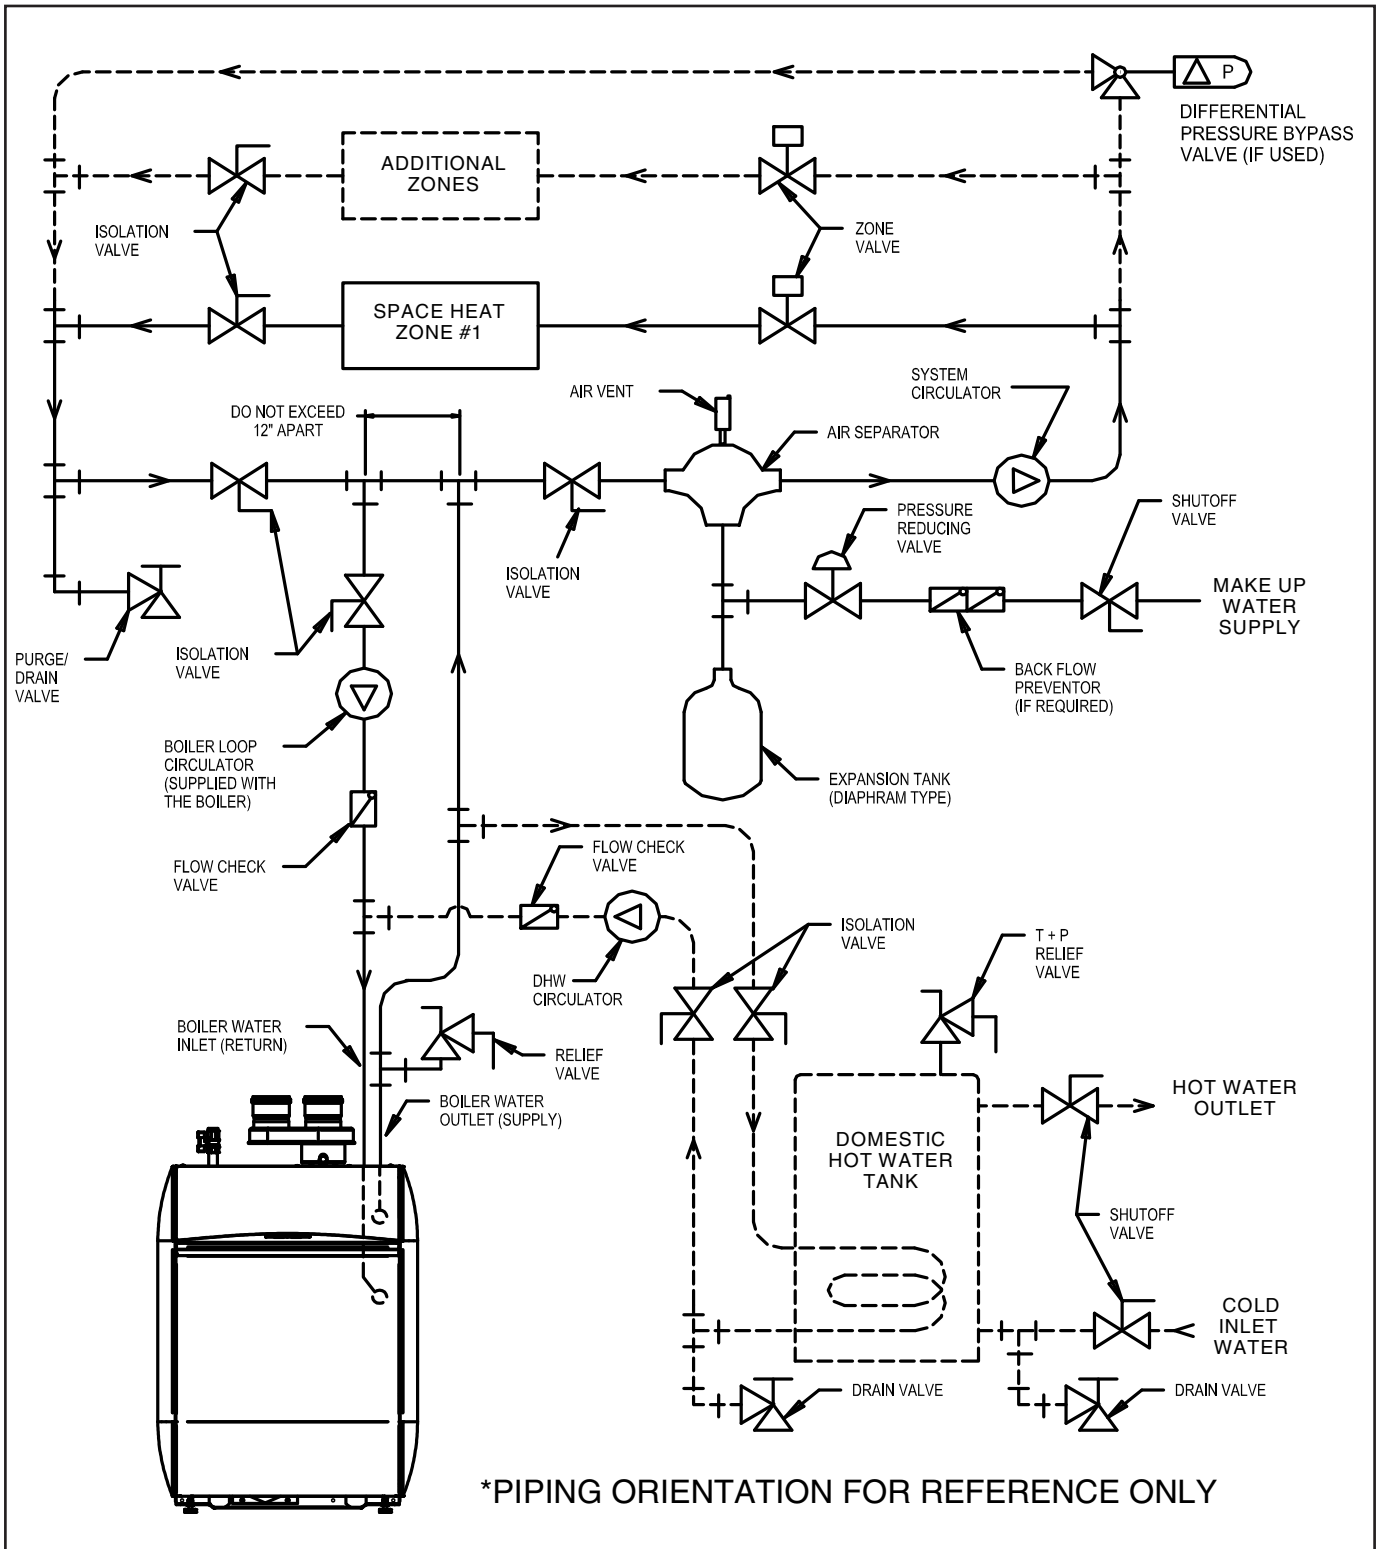 P
DIFFERENTIAL
PRESSURE BYPASS
VALVE (IF USED)
ADDITIONAL
ZONES
ISOLATION
VALVE
ZONE
VALVE
SPACE HEAT
ZONE #1
SYSTEM
CIRCULATOR
AIR VENT
DO NOT EXCEED
12" APART
AIR SEPARATOR
PRESSURE
REDUCING
VALVE
SHUTOFF
VALVE
ISOLATION
VALVE
MAKE UP
WATER
SUPPLY
PURGE/
DRAIN
VALVE
ISOLATION
VALVE
BACK FLOW
PREVENTOR
(IF REQUIRED)
BOILER LOOP
CIRCULATOR
(SUPPLIED WITH
THE BOILER)
EXPANSION TANK
(DIAPHRAM TYPE)
FLOW CHECK
VALVE
FLOW CHECK
VALVE
ISOLATION
VALVE
T + P
RELIEF
VALVE
DHW
CIRCULATOR
BOILER WATER
INLET (RETURN)
RELIEF
VALVE
BOILER WATER
OUTLET (SUPPLY)
HOT WATER
OUTLET
DOMESTIC
HOT WATER
TANK
SHUTOFF
VALVE
COLD
INLET
WATER
DRAIN VALVE
DRAIN VALVE
*PIPING ORIENTATION FOR REFERENCE ONLY